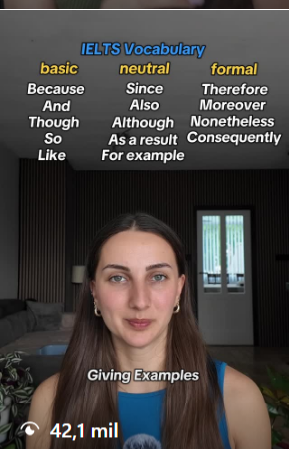 IELTS Vocabulary
basic neutral formal
Because Since Therefore
And Also Moreover
Though Although Nonetheless
So As a result Consequently
Like For example
Giving Examples
42,1 mil